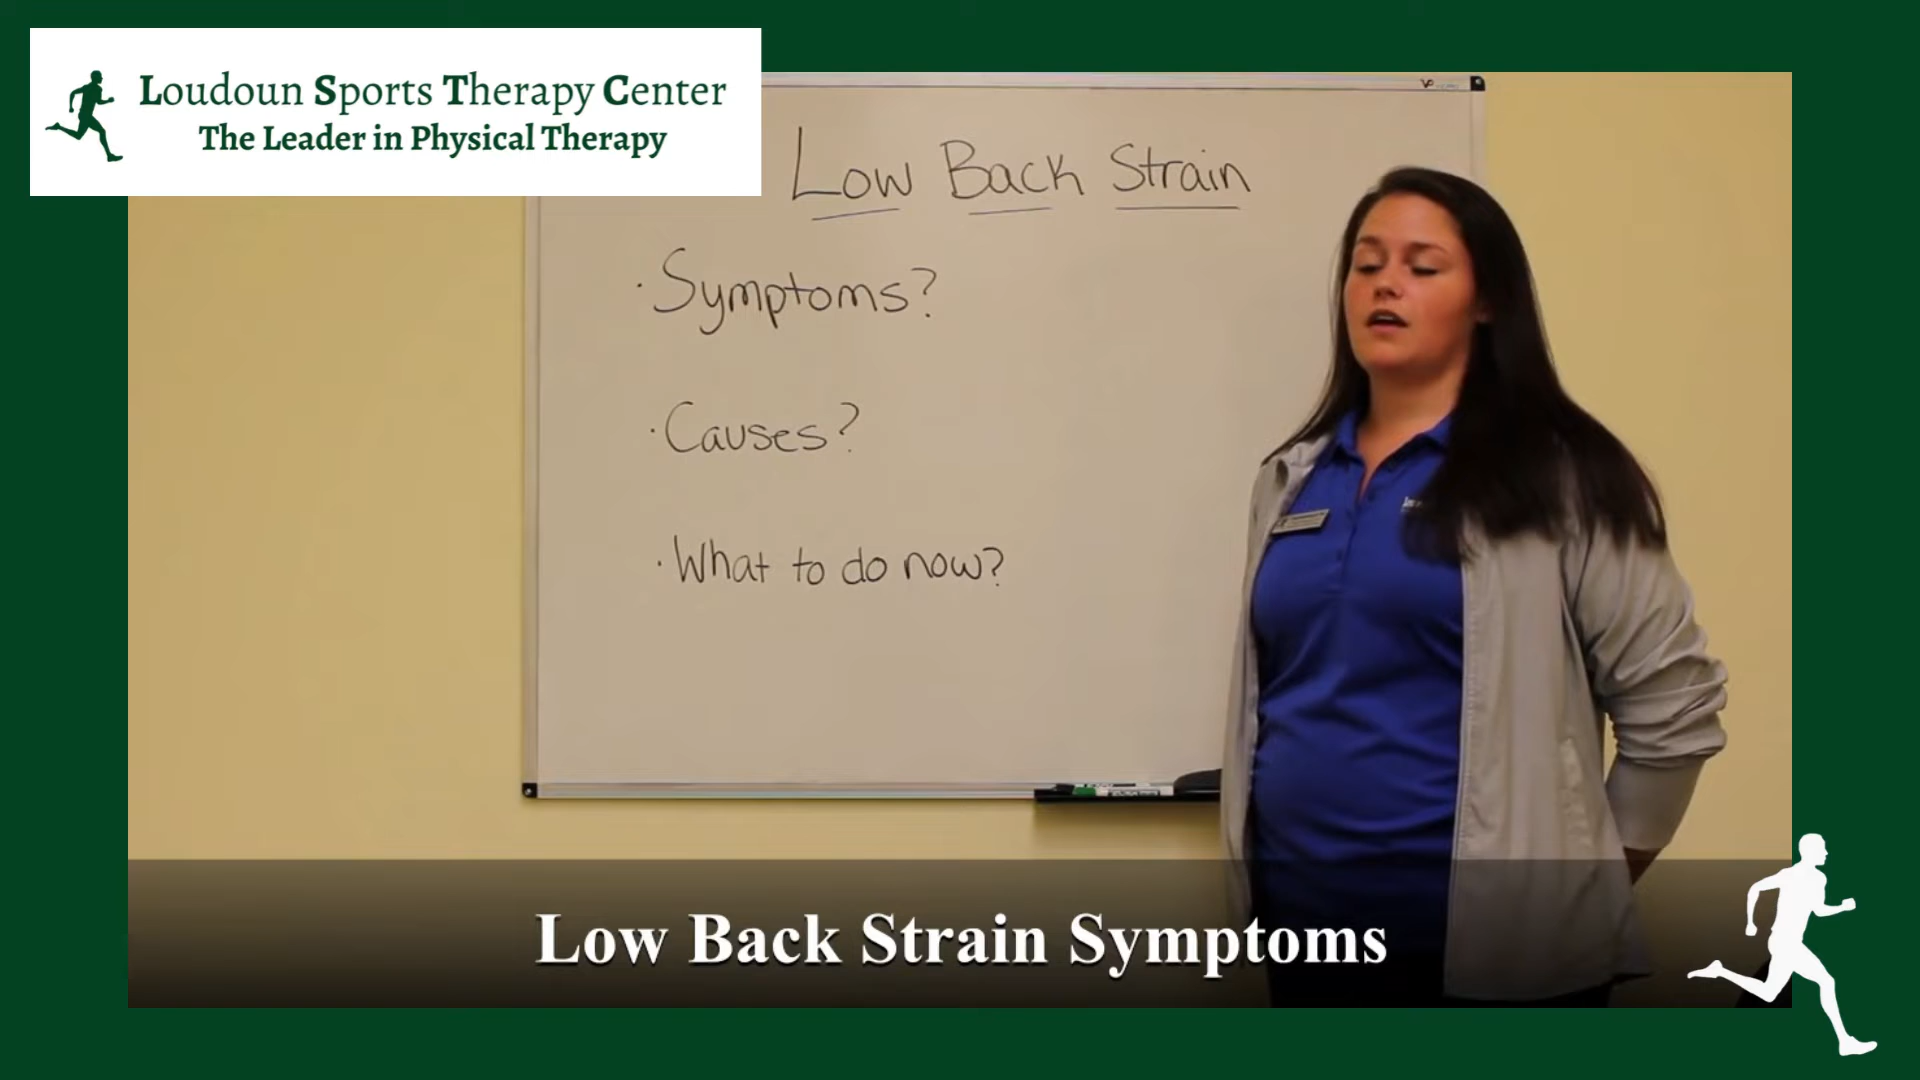 Loudoun Sports Therapy Center
The Leader in Physical Therapy
Low Back Strain
· Symptoms?
· Causes?
· What to do now?
Low Back Strain Symptoms